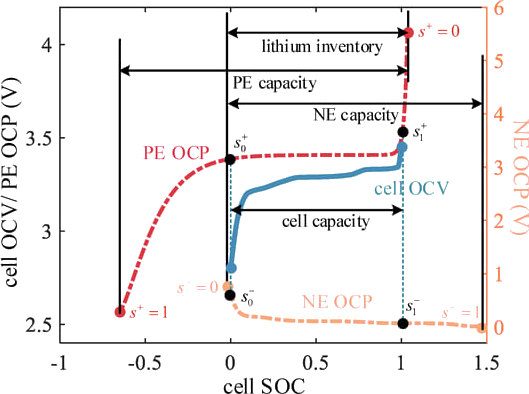 4
3.5
3
2.5
cell OCV/ PE OCP (V)
lithium inventory
PE capacity
NE capacity
PE OCP
cell OCV
cell capacity
NE OCP
s⁺ = 0
s₀⁺
s₁⁺
s⁻ = 0
s₀⁻
s₁⁻
s⁻ = 1
s⁺ = 1
6
5
4
3
2
1
0
NE OCP (V)
-1
-0.5
0
0.5
1
1.5
cell SOC